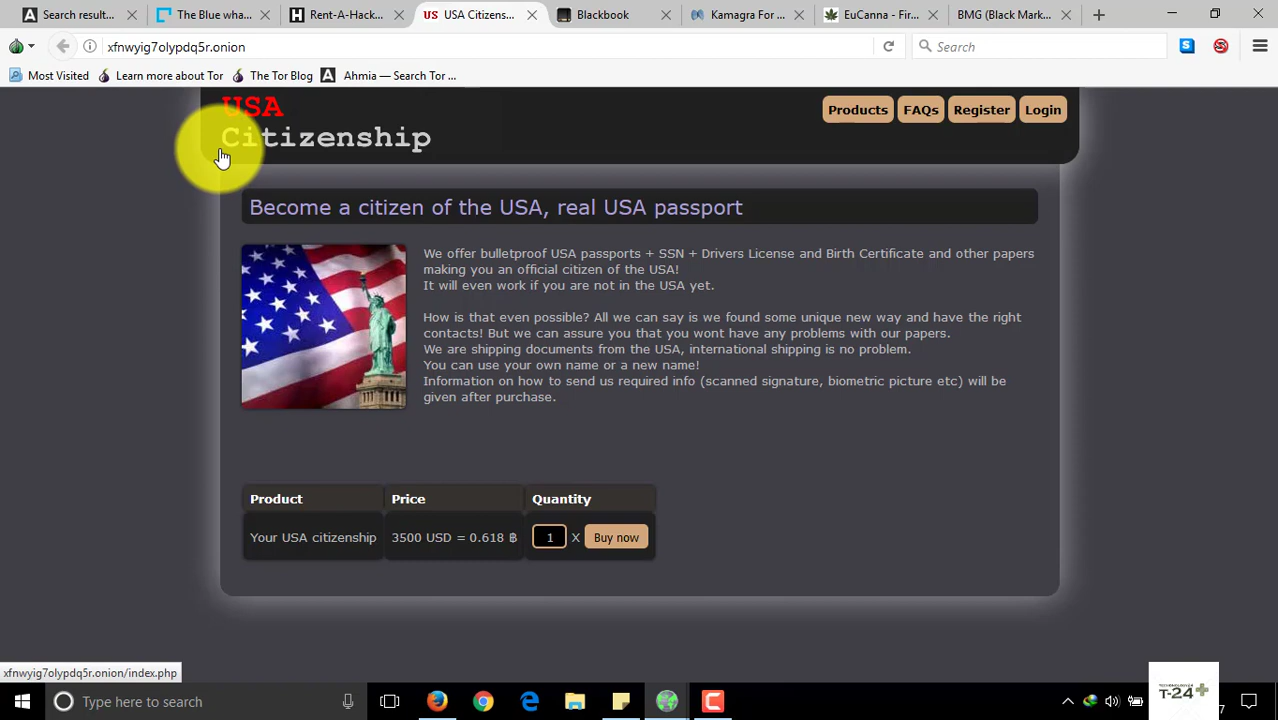 Search result...
The Blue wha...
Rent-A-Hack...
US USA Citizens...
Blackbook
Kamagra For ...
EuCanna - Fir...
BMG (Black Mark...
xfnwyig7olypdq5r.onion
Search
Most Visited
Learn more about Tor
The Tor Blog
Ahmia — Search Tor ...
USA
Citizenship
Products
FAQs
Register
Login
Become a citizen of the USA, real USA passport
We offer bulletproof USA passports + SSN + Drivers License and Birth Certificate and other papers
making you an official citizen of the USA!
It will even work if you are not in the USA yet.
How is that even possible? All we can say is we found some unique new way and have the right
contacts! But we can assure you that you wont have any problems with our papers.
We are shipping documents from the USA, international shipping is no problem.
You can use your own name or a new name!
Information on how to send us required info (scanned signature, biometric picture etc) will be
given after purchase.
Product Price Quantity
Your USA citizenship 3500 USD = 0.618 ฿ 1 X Buy now
xfnwyig7olypdq5r.onion/index.php
Type here to search
T-24+